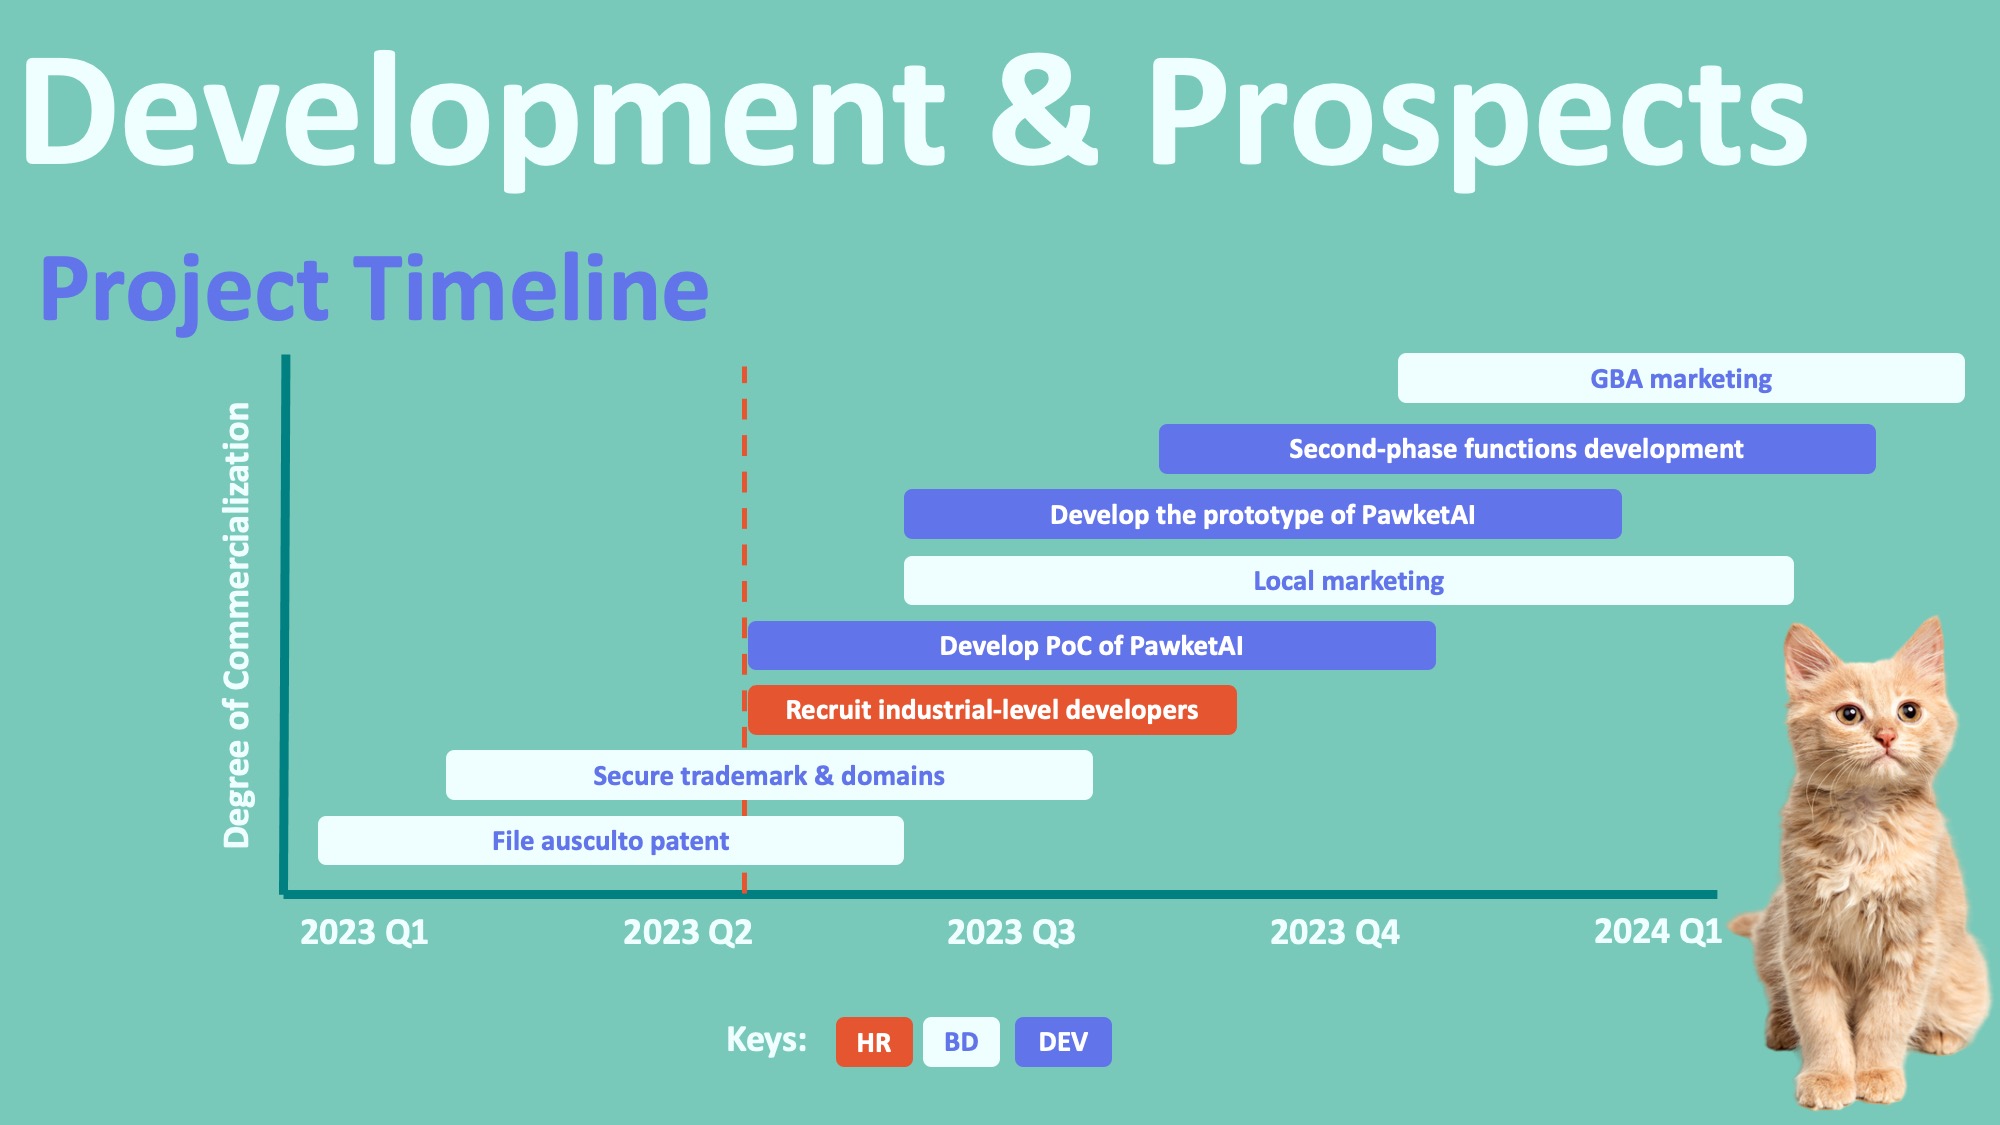 Development & Prospects
Project Timeline
Degree of Commercialization
GBA marketing
Second-phase functions development
Develop the prototype of PawketAI
Local marketing
Develop PoC of PawketAI
Recruit industrial-level developers
Secure trademark & domains
File ausculto patent
2023 Q1
2023 Q2
2023 Q3
2023 Q4
2024 Q1
Keys:
HR
BD
DEV